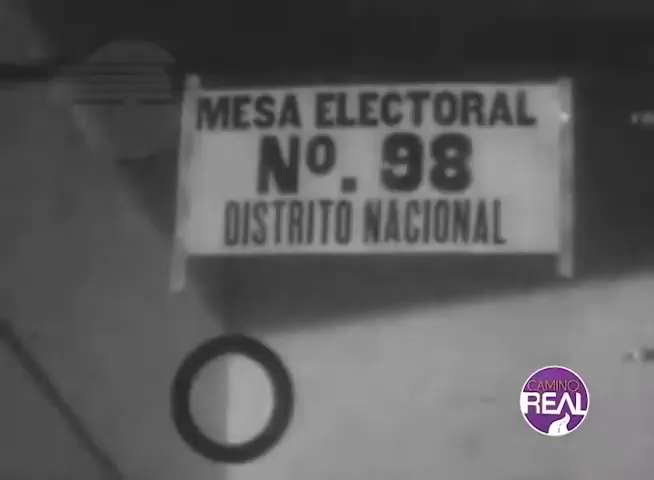 MESA ELECTORAL
Nº. 98
DISTRITO NACIONAL
CAMINO
REAL